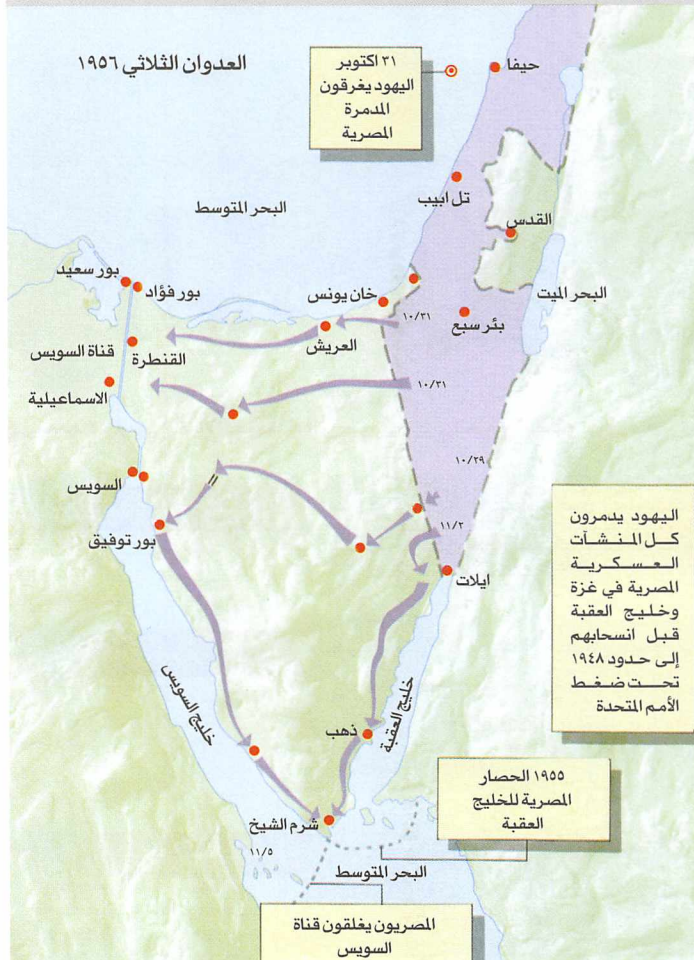 العدوان الثلاثي ١٩٥٦
٣١ اكتوبر
اليهود يغرقون
المدمرة
المصرية
حيفا
تل ابيب
القدس
البحر المتوسط
بور سعيد
بور فؤاد
خان يونس
البحر الميت
١٠/٣١
بئر سبع
العريش
قناة السويس
القنطرة
١٠/٣١
الاسماعيلية
١٠/٢٩
السويس
١١/٢
بور توفيق
ايلات
اليهود يدمرون
كل المنشآت
العسكرية
المصرية في غزة
وخليج العقبة
قبل انسحابهم
إلى حدود ١٩٤٨
تحت ضغط
الأمم المتحدة
خليج السويس
خليج العقبة
ذهب
١٩٥٥ الحصار
المصرية للخليج
العقبة
شرم الشيخ
١١/٥
البحر المتوسط
المصريون يغلقون قناة
السويس